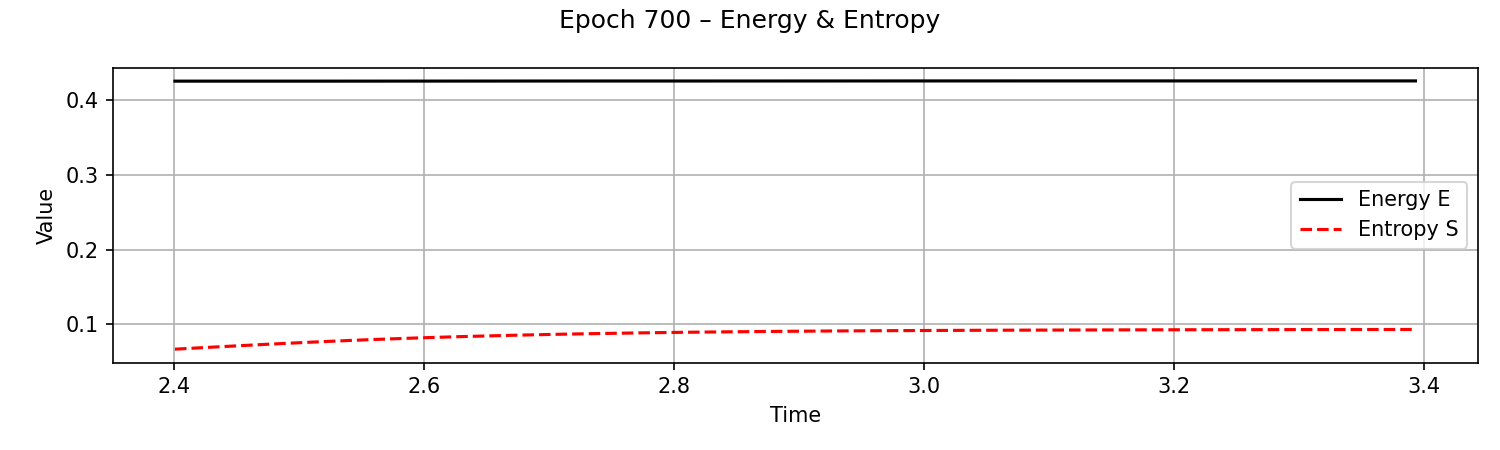 Epoch 700 – Energy & Entropy
0.4
0.3
0.2
0.1
Value
Energy E
Entropy S
2.4 2.6 2.8 3.0 3.2 3.4
Time